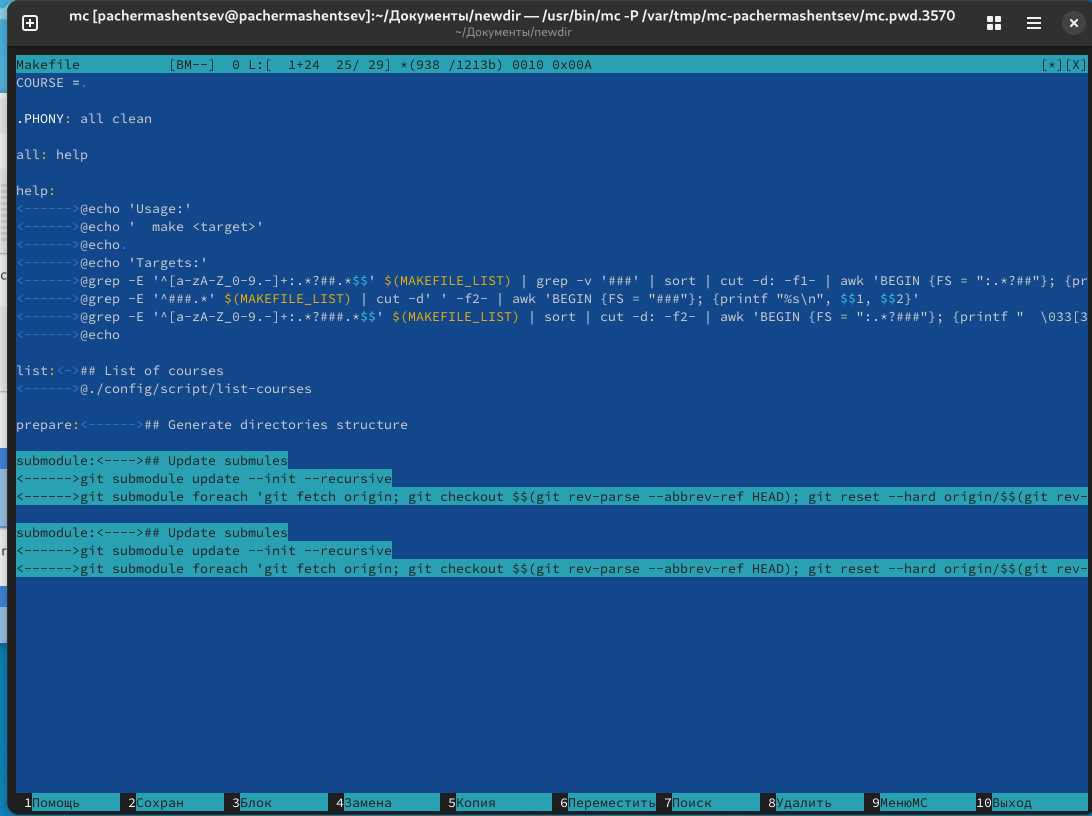 mc [pachermashentsev@pachermashentsev]:~/Документы/newdir — /usr/bin/mc -P /var/tmp/mc-pachermashentsev/mc.pwd.3570
~/Документы/newdir
Makefile [BM--] 0 L:[ 1+24 25/ 29] *(938 /1213b) 0010 0x00A [*][X]
COURSE =.
.PHONY: all clean
all: help
help:
<------>@echo 'Usage:'
<------>@echo '  make <target>'
<------>@echo.
<------>@echo 'Targets:'
<------>@grep -E '^[a-zA-Z_0-9.-]+:.*?##.*$$' $(MAKEFILE_LIST) | grep -v '###' | sort | cut -d: -f1- | awk 'BEGIN {FS = ":.*?##"}; {pr
<------>@grep -E '^###.*' $(MAKEFILE_LIST) | cut -d' ' -f2- | awk 'BEGIN {FS = "###"}; {printf "%s\n", $$1, $$2}'
<------>@grep -E '^[a-zA-Z_0-9.-]+:.*?###.*$$' $(MAKEFILE_LIST) | sort | cut -d: -f2- | awk 'BEGIN {FS = ":.*?###"}; {printf "  \033[3
<------>@echo
list:<->## List of courses
<------>@./config/script/list-courses
prepare:<------>## Generate directories structure
submodule:<---->## Update submules
<------>git submodule update --init --recursive
<------>git submodule foreach 'git fetch origin; git checkout $$(git rev-parse --abbrev-ref HEAD); git reset --hard origin/$$(git rev-
submodule:<---->## Update submules
<------>git submodule update --init --recursive
<------>git submodule foreach 'git fetch origin; git checkout $$(git rev-parse --abbrev-ref HEAD); git reset --hard origin/$$(git rev-
1Помощь 2Сохран 3Блок 4Замена 5Копия 6Переместить 7Поиск 8Удалить 9МенюMC 10Выход